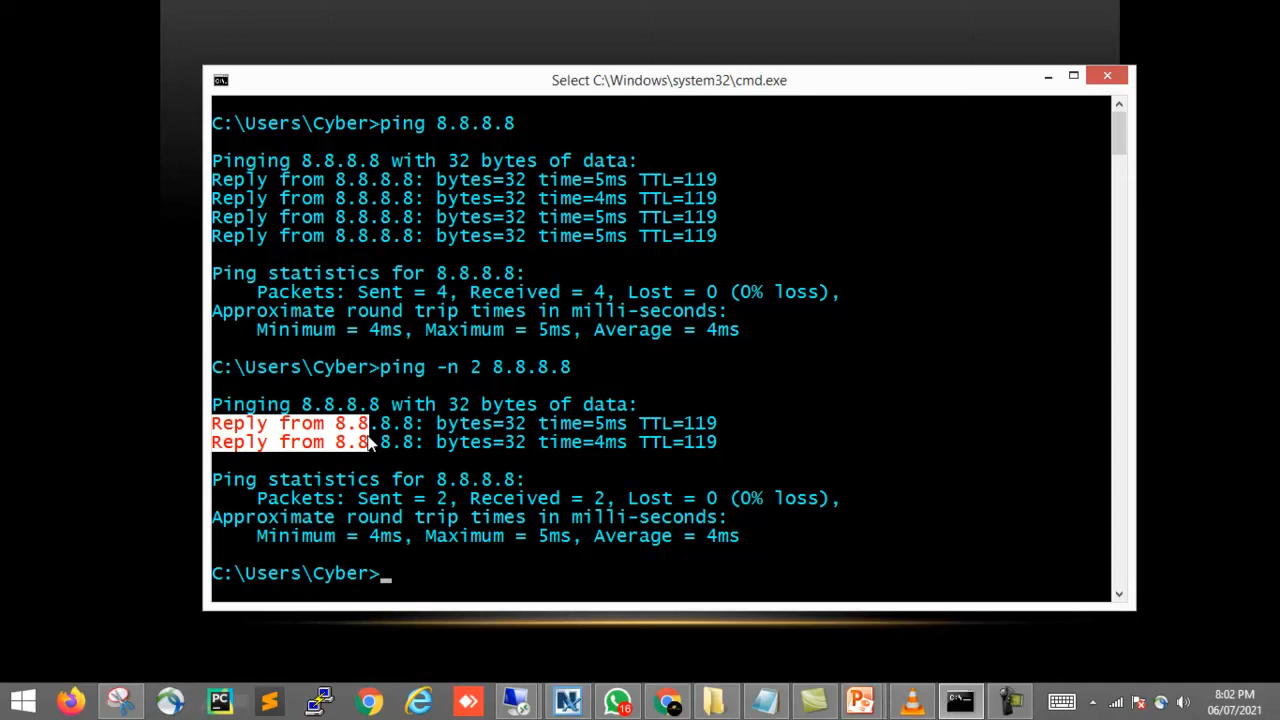 Select C:\Windows\system32\cmd.exe
C:\Users\Cyber>ping 8.8.8.8
Pinging 8.8.8.8 with 32 bytes of data:
Reply from 8.8.8.8: bytes=32 time=5ms TTL=119
Reply from 8.8.8.8: bytes=32 time=4ms TTL=119
Reply from 8.8.8.8: bytes=32 time=5ms TTL=119
Reply from 8.8.8.8: bytes=32 time=5ms TTL=119
Ping statistics for 8.8.8.8:
Packets: Sent = 4, Received = 4, Lost = 0 (0% loss),
Approximate round trip times in milli-seconds:
Minimum = 4ms, Maximum = 5ms, Average = 4ms
C:\Users\Cyber>ping -n 2 8.8.8.8
Pinging 8.8.8.8 with 32 bytes of data:
Reply from 8.8.8.8: bytes=32 time=5ms TTL=119
Reply from 8.8.8.8: bytes=32 time=4ms TTL=119
Ping statistics for 8.8.8.8:
Packets: Sent = 2, Received = 2, Lost = 0 (0% loss),
Approximate round trip times in milli-seconds:
Minimum = 4ms, Maximum = 5ms, Average = 4ms
C:\Users\Cyber>_
PC
16
8:02 PM
06/07/2021